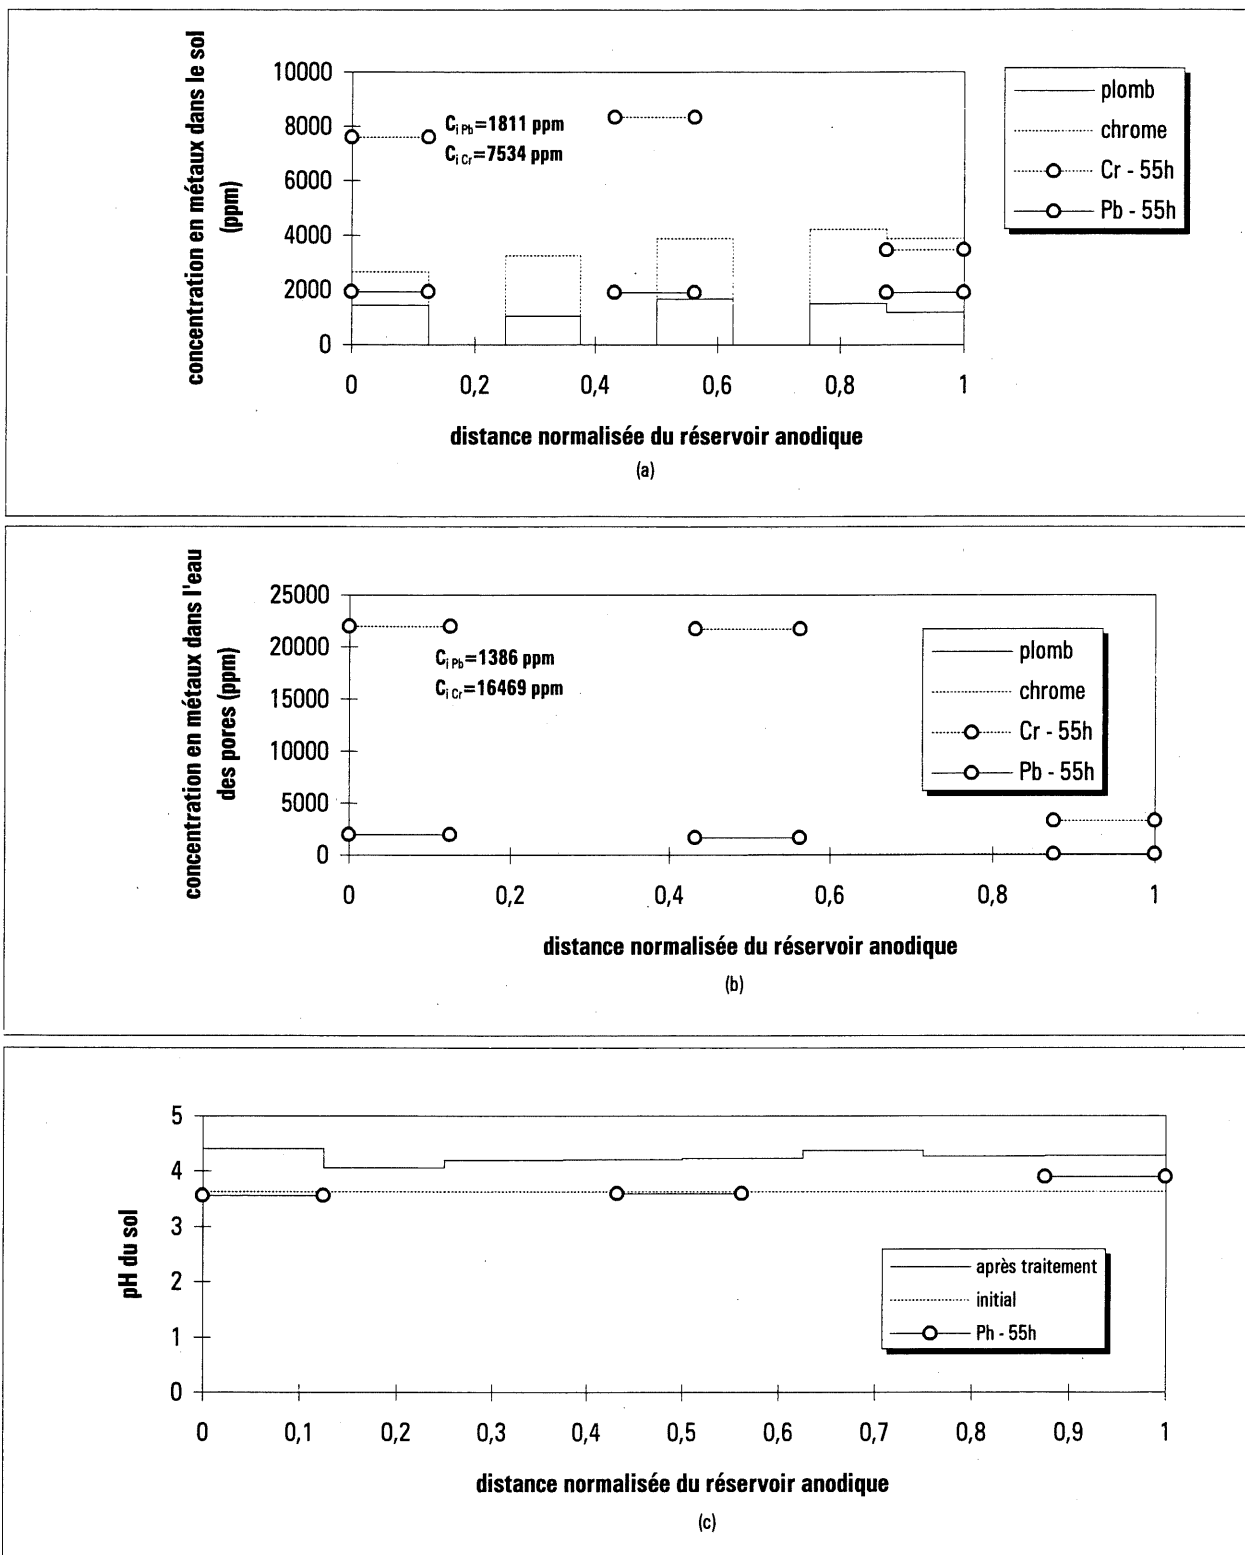 concentration en métaux dans le sol
(ppm)
10000
8000
6000
4000
2000
0
C i Pb=1811 ppm
C i Cr=7534 ppm
0 0,2 0,4 0,6 0,8 1
distance normalisée du réservoir anodique
(a)
plomb
chrome
Cr - 55h
Pb - 55h
concentration en métaux dans l'eau
des pores (ppm)
25000
20000
15000
10000
5000
0
C i Pb=1386 ppm
C i Cr=16469 ppm
0 0,2 0,4 0,6 0,8 1
distance normalisée du réservoir anodique
(b)
plomb
chrome
Cr - 55h
Pb - 55h
pH du sol
5
4
3
2
1
0
0 0,1 0,2 0,3 0,4 0,5 0,6 0,7 0,8 0,9 1
distance normalisée du réservoir anodique
(c)
après traitement
initial
Ph - 55h